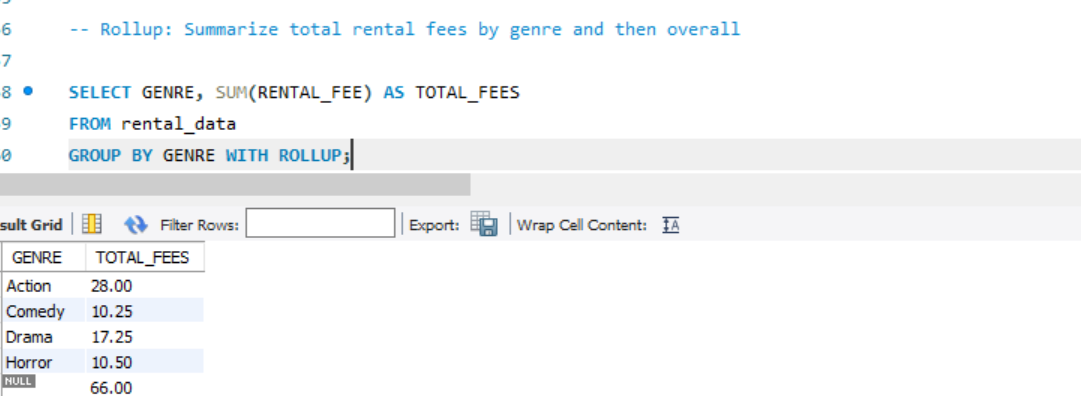 6 -- Rollup: Summarize total rental fees by genre and then overall
7
8 SELECT GENRE, SUM(RENTAL_FEE) AS TOTAL_FEES
9 FROM rental_data
0 GROUP BY GENRE WITH ROLLUP;
sult Grid Filter Rows: Export: Wrap Cell Content: IA
GENRE TOTAL_FEES
Action 28.00
Comedy 10.25
Drama 17.25
Horror 10.50
NULL 66.00